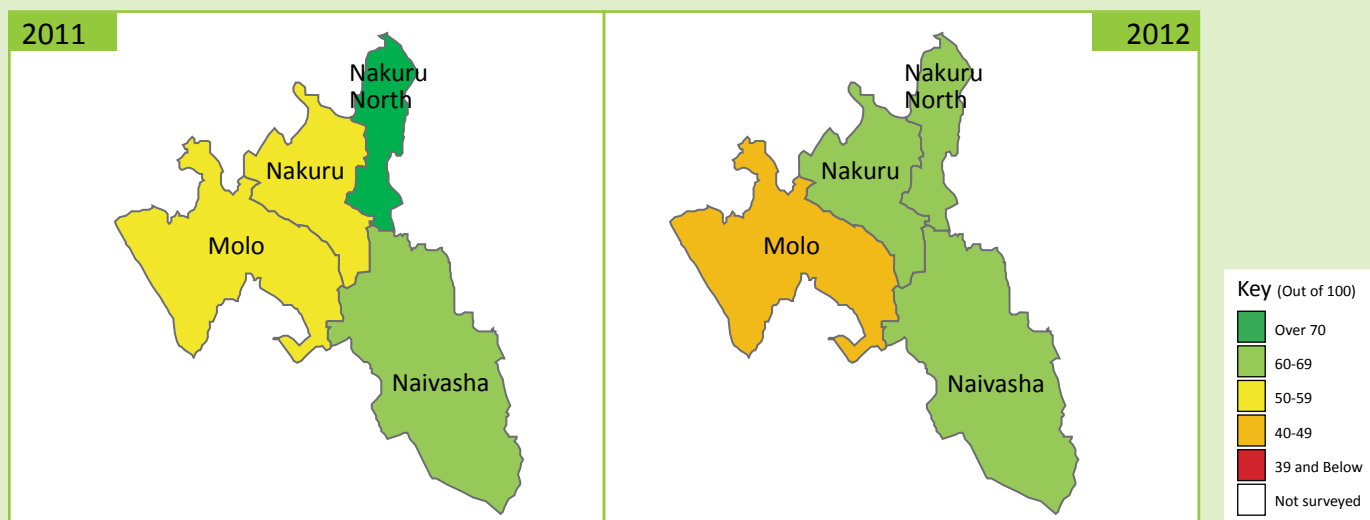 2011
Nakuru
North
Nakuru
Molo
Naivasha
2012
Nakuru
North
Nakuru
Molo
Naivasha
Key (Out of 100)
Over 70
60-69
50-59
40-49
39 and Below
Not surveyed